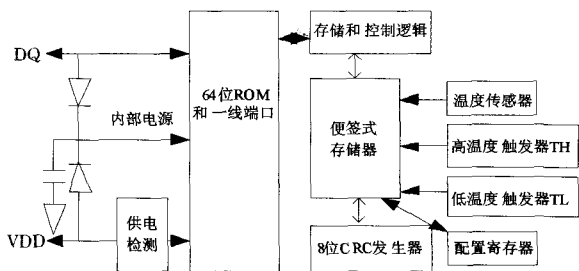 DQ
内部电源
VDD
供电
检测
64位ROM
和一线端口
存储和控制逻辑
便签式
存储器
8位CRC发生器
温度传感器
高温度触发器TH
低温度触发器TL
配置寄存器